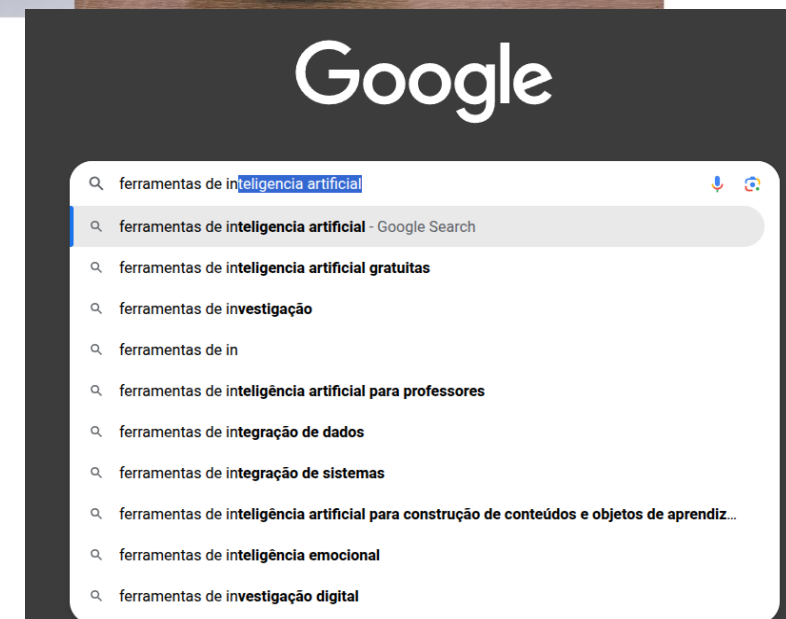 Google
ferramentas de inteligencia artificial
ferramentas de inteligencia artificial - Google Search
ferramentas de inteligencia artificial gratuitas
ferramentas de investigação
ferramentas de in
ferramentas de inteligência artificial para professores
ferramentas de integração de dados
ferramentas de integração de sistemas
ferramentas de inteligência artificial para construção de conteúdos e objetos de aprendiz...
ferramentas de inteligência emocional
ferramentas de investigação digital